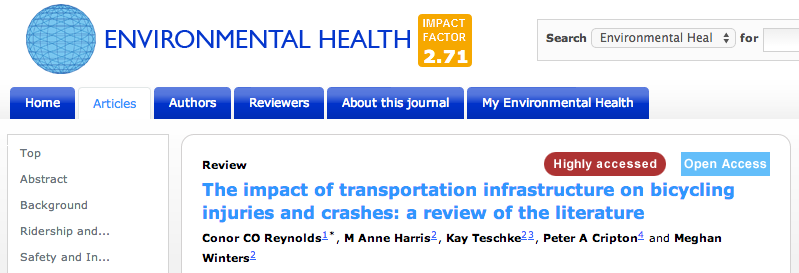 ENVIRONMENTAL HEALTH
IMPACT
FACTOR
2.71
Search Environmental Heal for
Home Articles Authors Reviewers About this journal My Environmental Health
Top
Abstract
Background
Ridership and...
Safety and In...
Review Highly accessed Open Access
The impact of transportation infrastructure on bicycling
injuries and crashes: a review of the literature
Conor CO Reynolds1*, M Anne Harris2, Kay Teschke23, Peter A Cripton4 and Meghan
Winters2